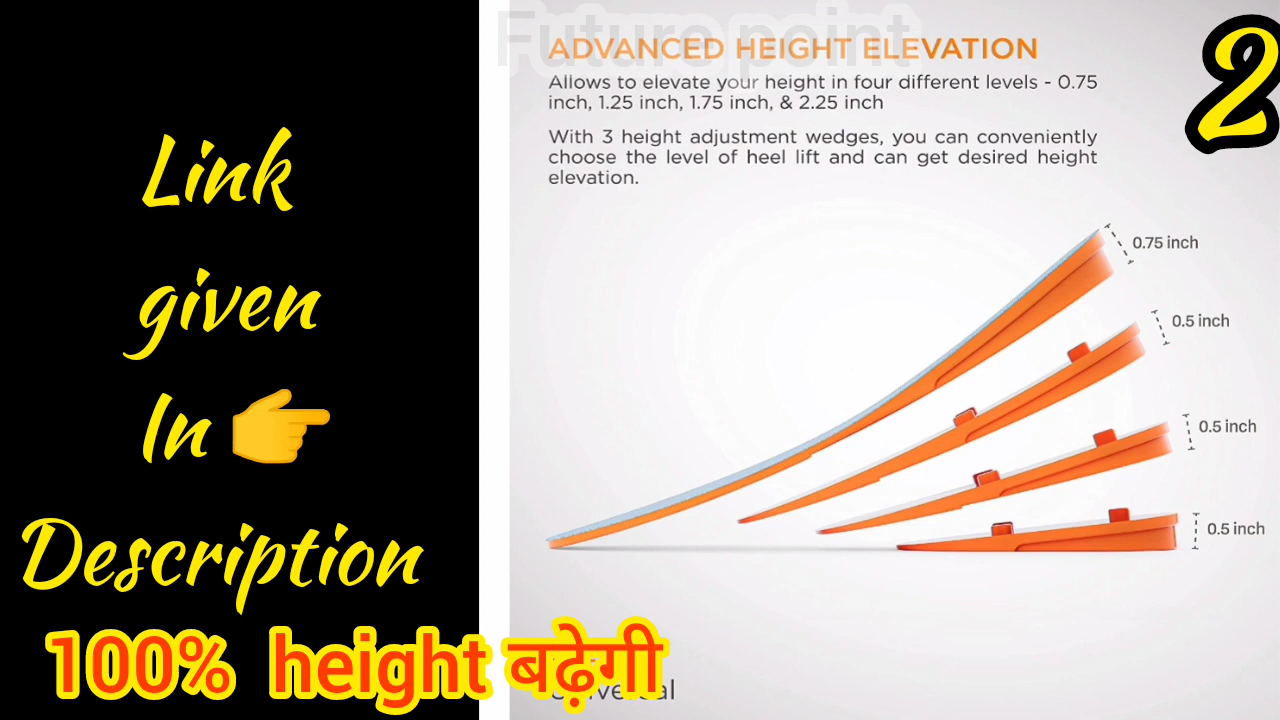 Future point
ADVANCED HEIGHT ELEVATION
2
Allows to elevate your height in four different levels - 0.75
inch, 1.25 inch, 1.75 inch, & 2.25 inch
With 3 height adjustment wedges, you can conveniently
choose the level of heel lift and can get desired height
elevation.
Link
given
In 👉
Description
0.75 inch
0.5 inch
0.5 inch
0.5 inch
100% height बढ़ेगी